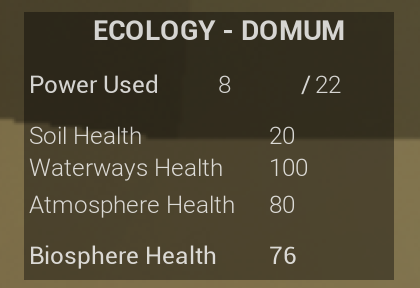 ECOLOGY - DOMUM
Power Used 8 / 22
Soil Health 20
Waterways Health 100
Atmosphere Health 80
Biosphere Health 76